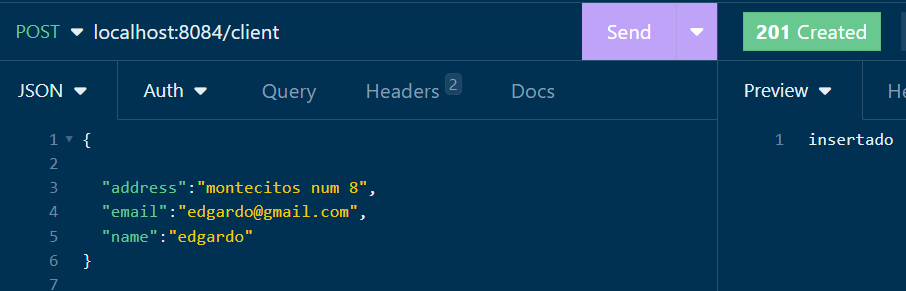 POST localhost:8084/client Send 201 Created
JSON Auth Query Headers 2 Docs Preview He
1 { 1 insertado
2
3 "address":"montecitos num 8",
4 "email":"edgardo@gmail.com",
5 "name":"edgardo"
6 }
7